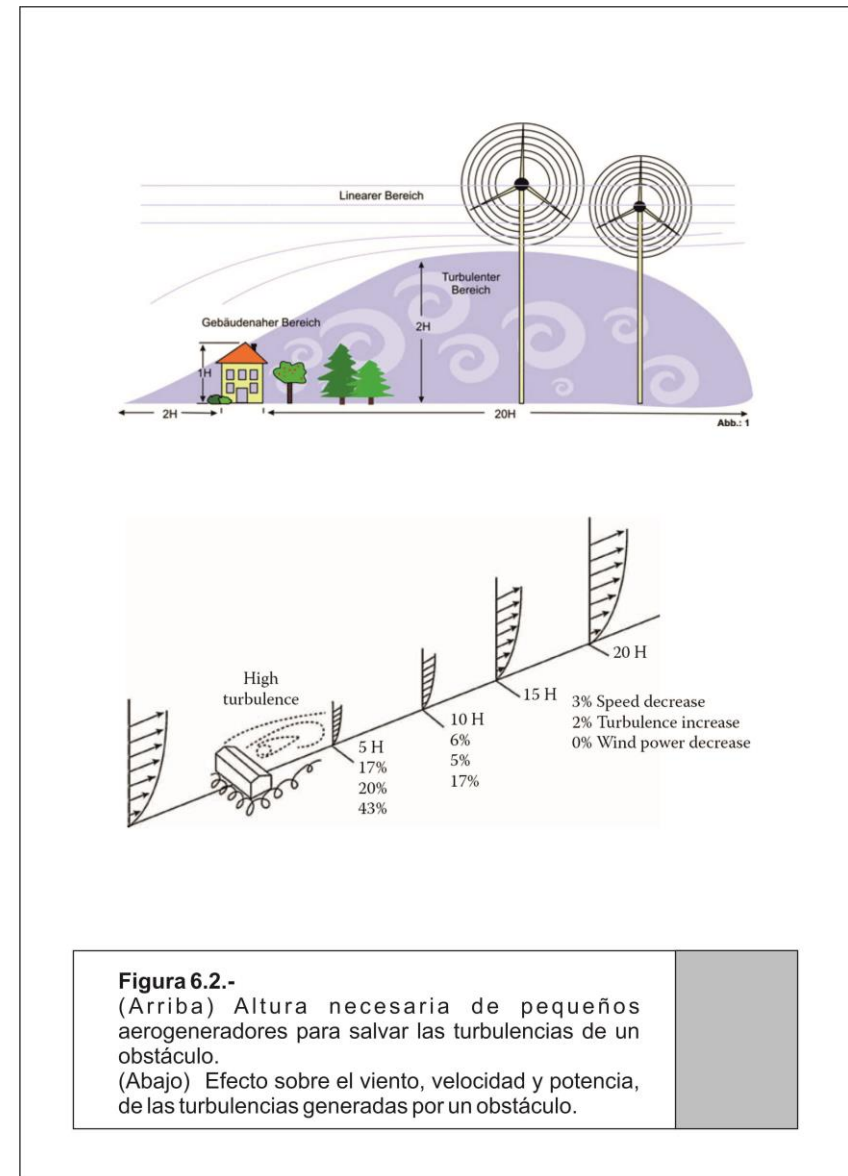 Linearer Bereich
Turbulenter
Bereich
Gebäudenaher Bereich
2H
1H
2H
20H
Abb.: 1
High
turbulence
20 H
15 H
3% Speed decrease
2% Turbulence increase
0% Wind power decrease
10 H
6%
5%
17%
5 H
17%
20%
43%
Figura 6.2.-
(Arriba) Altura necesaria de pequeños
aerogeneradores para salvar las turbulencias de un
obstáculo.
(Abajo) Efecto sobre el viento, velocidad y potencia,
de las turbulencias generadas por un obstáculo.